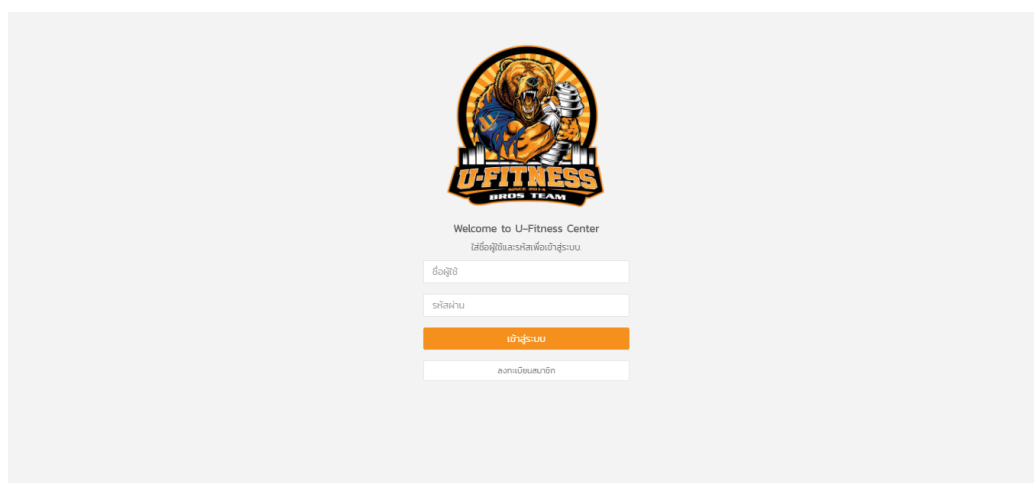 U-FITNESS
SINCE 2014
BROS TEAM
Welcome to U-Fitness Center
ใส่ชื่อผู้ใช้และรหัสเพื่อเข้าสู่ระบบ.
ชื่อผู้ใช้
รหัสผ่าน
เข้าสู่ระบบ
ลงทะเบียนสมาชิก